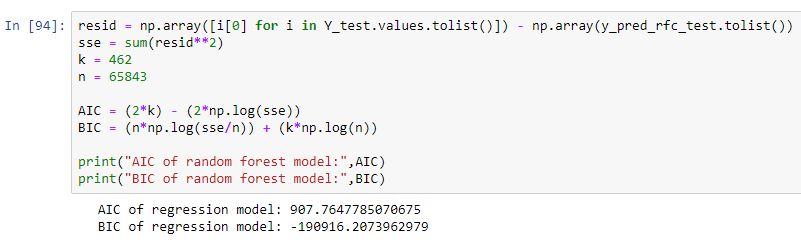 In [94]: resid = np.array([i[0] for i in Y_test.values.tolist()]) - np.array(y_pred_rfc_test.tolist())
sse = sum(resid**2)
k = 462
n = 65843
AIC = (2*k) - (2*np.log(sse))
BIC = (n*np.log(sse/n)) + (k*np.log(n))
print("AIC of random forest model:",AIC)
print("BIC of random forest model:",BIC)
AIC of regression model: 907.7647785070675
BIC of regression model: -190916.2073962979